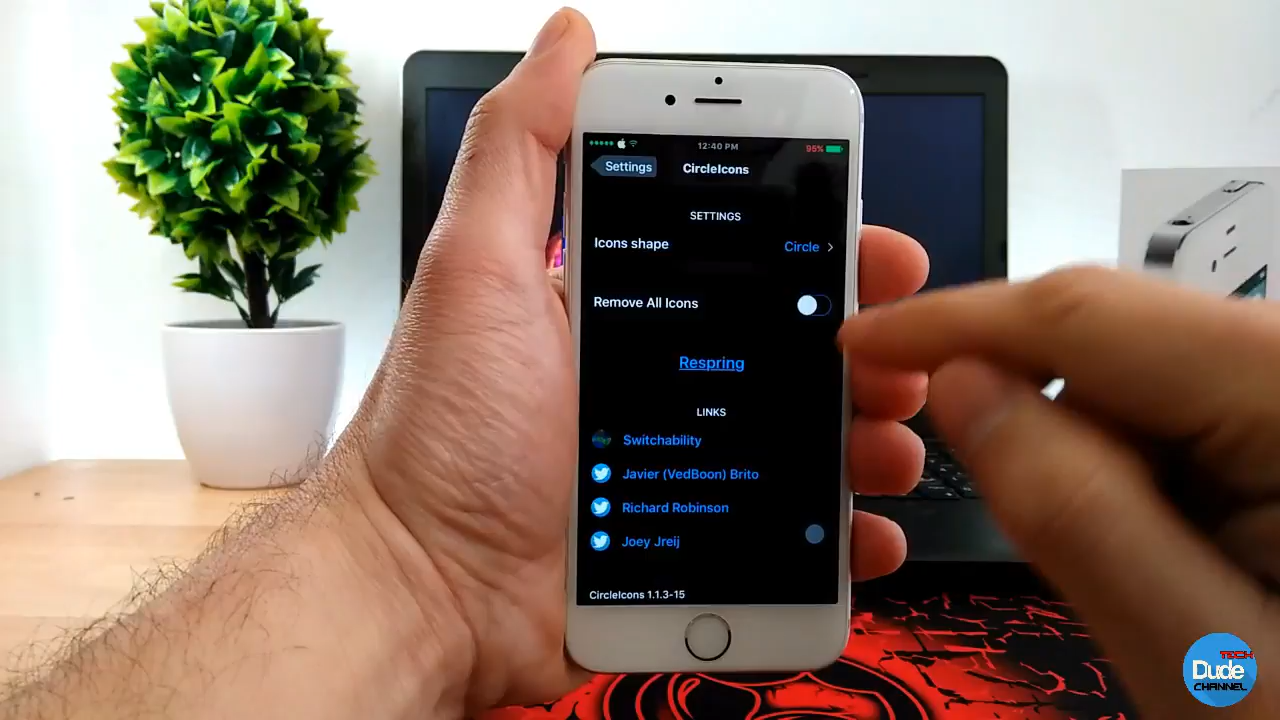 12:40 PM
95%
Settings
CircleIcons
SETTINGS
Icons shape
Circle
Remove All Icons
Respring
LINKS
Switchability
Javier (VedBoon) Brito
Richard Robinson
Joey Jreij
CircleIcons 1.1.3-15
TECH
Dude
CHANNEL